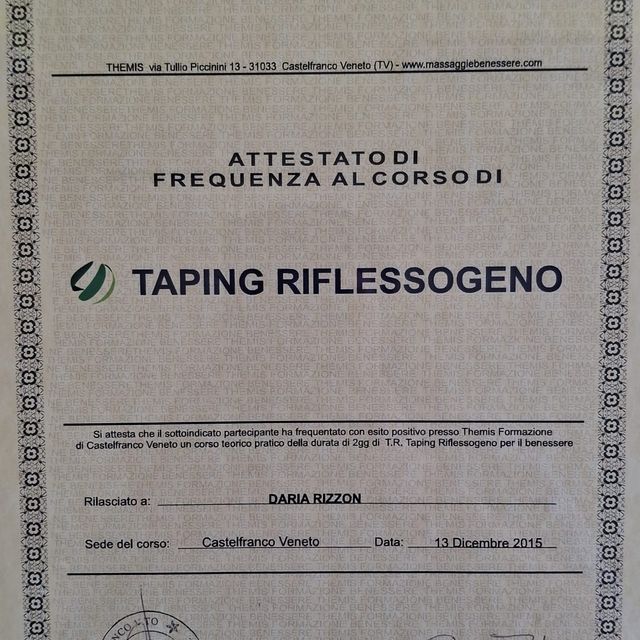 THEMIS via Tullio Piccinini 13 - 31033 Castelfranco Veneto (TV) - www.massaggiebenessere.com
ATTESTATO DI
FREQUENZA AL CORSO DI
TAPING RIFLESSOGENO
Si attesta che il sottoindicato partecipante ha frequentato con esito positivo presso Themis Formazione
di Castelfranco Veneto un corso teorico pratico della durata di 2gg di T.R. Taping Riflessogeno per il benessere
Rilasciato a: DARIA RIZZON
Sede del corso: Castelfranco Veneto Data: 13 Dicembre 2015